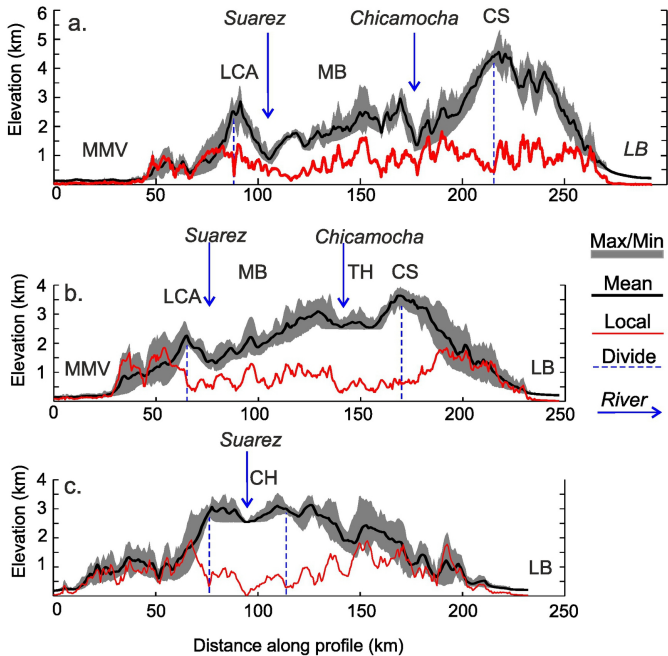 a.
Suarez
Chicamocha
CS
LCA
MB
MMV
LB
Elevation (km)
6
5
4
3
2
1
0
50
100
150
200
250
b.
Suarez
Chicamocha
MB
TH
CS
LCA
MMV
LB
Elevation (km)
4
3
2
1
0
50
100
150
200
250
Max/Min
Mean
Local
Divide
River
c.
Suarez
CH
LB
Elevation (km)
4
3
2
1
0
0
50
100
150
200
250
Distance along profile (km)